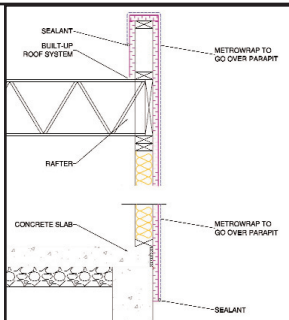 SEALANT
BUILT-UP
ROOF SYSTEM
METROWRAP TO
GO OVER PARAPIT
RAFTER
CONCRETE SLAB
METROWRAP TO
GO OVER PARAPIT
SEALANT